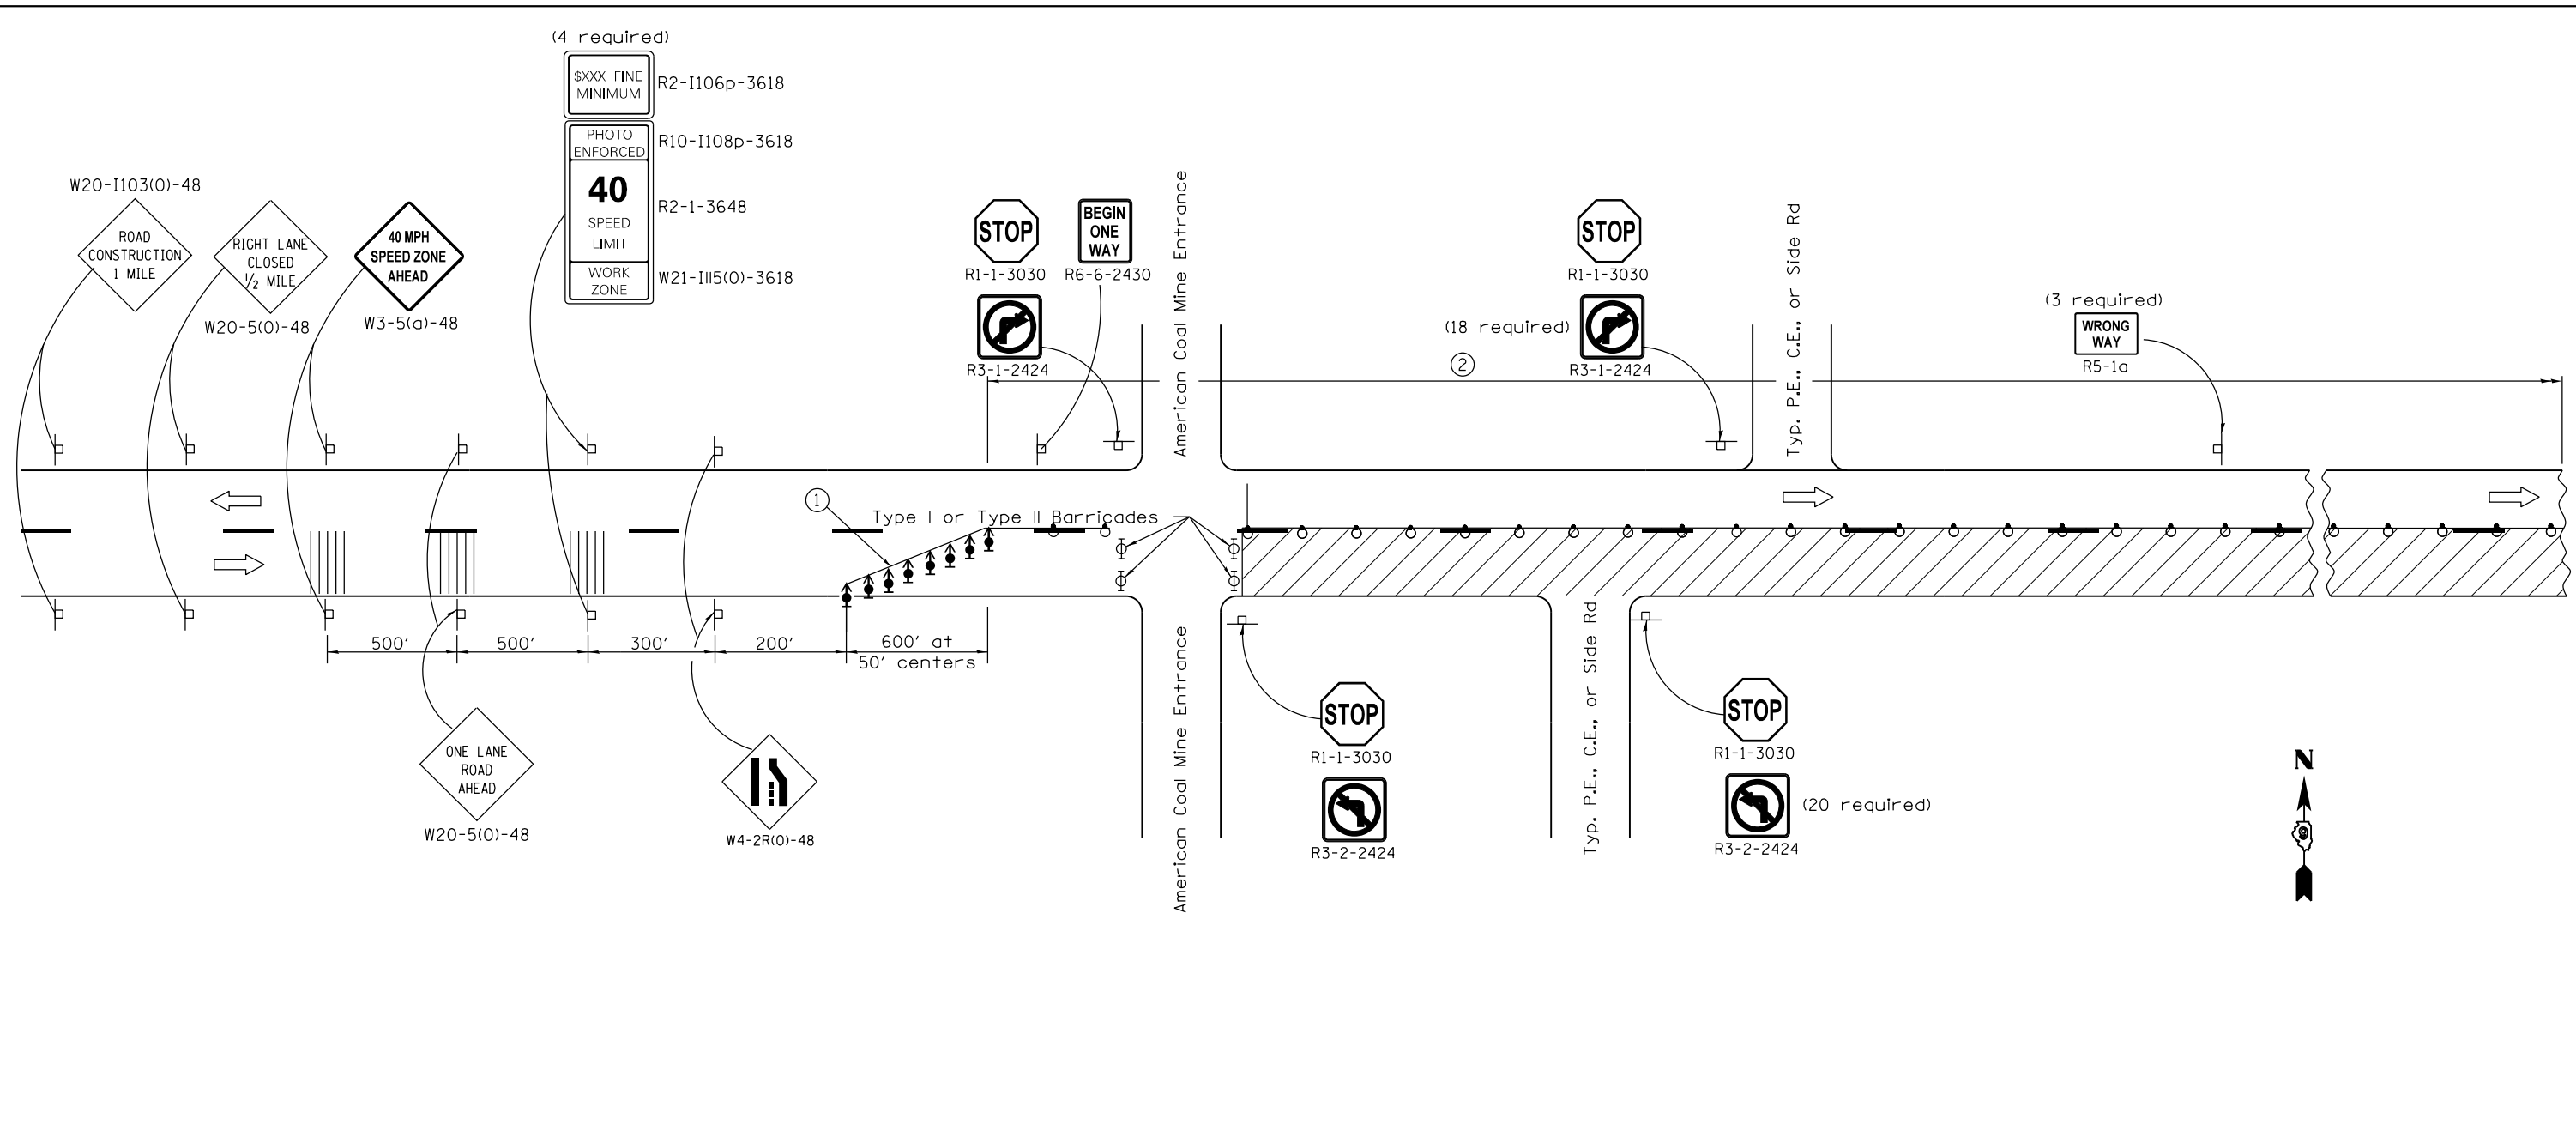 (4 required)
$XXX FINE
MINIMUM
R2-I106p-3618
PHOTO
ENFORCED
R10-I108p-3618
40
SPEED
LIMIT
R2-1-3648
WORK
ZONE
W21-I115(O)-3618
W20-I103(O)-48
ROAD
CONSTRUCTION
1 MILE
RIGHT LANE
CLOSED
1/2 MILE
W20-5(O)-48
40 MPH
SPEED ZONE
AHEAD
W3-5(a)-48
STOP
R1-1-3030
R3-1-2424
BEGIN
ONE
WAY
R6-6-2430
American Coal Mine Entrance
STOP
R1-1-3030
(18 required)
R3-1-2424
2
Typ. P.E., C.E., or Side Rd
(3 required)
WRONG
WAY
R5-1a
1
Type I or Type II Barricades
500'
500'
300'
200'
600' at
50' centers
ONE LANE
ROAD
AHEAD
W20-5(O)-48
W4-2R(O)-48
American Coal Mine Entrance
STOP
R1-1-3030
R3-2-2424
Typ. P.E., C.E., or Side Rd
STOP
R1-1-3030
(20 required)
R3-2-2424
N
9